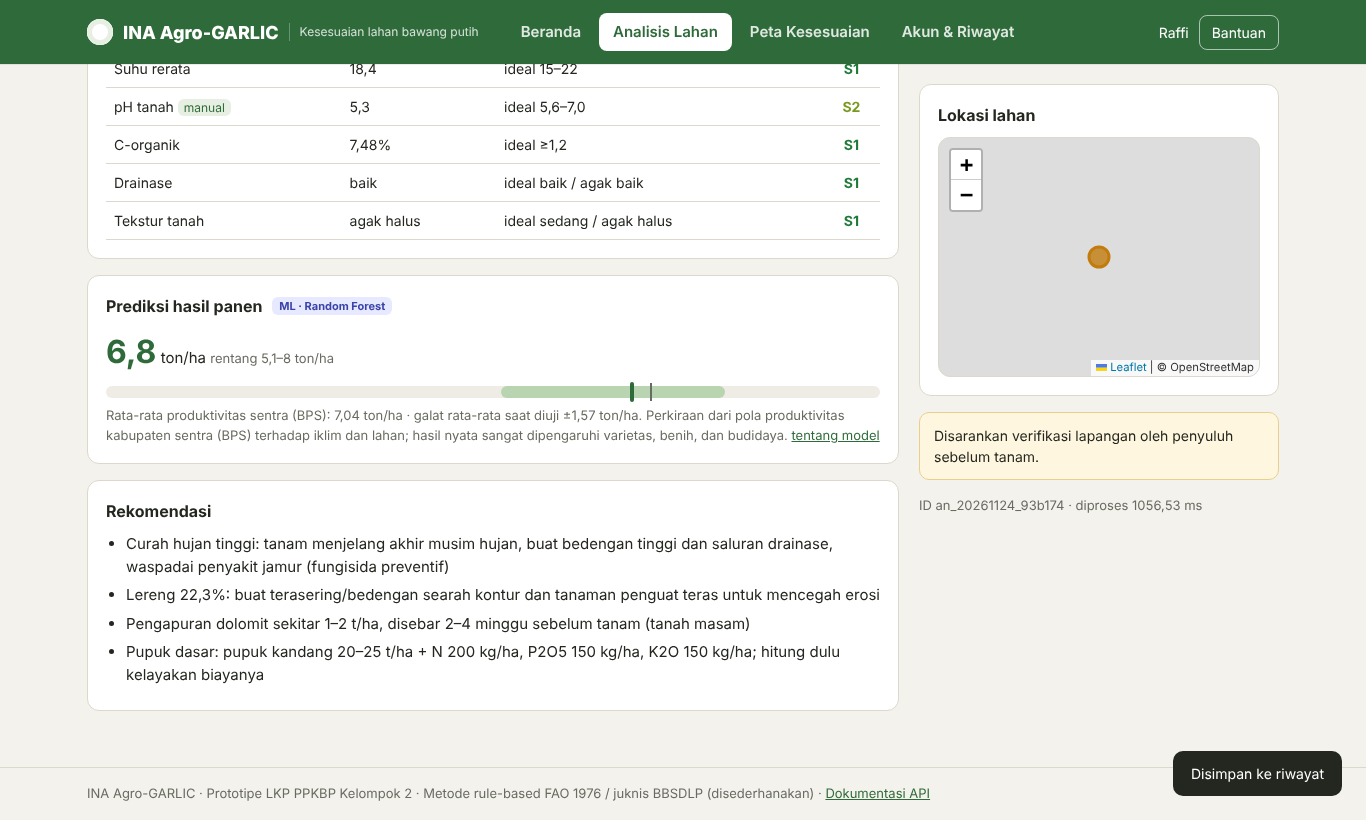 INA Agro-GARLIC
Kesesuaian lahan bawang putih
Beranda
Analisis Lahan
Peta Kesesuaian
Akun & Riwayat
Raffi
Bantuan
Suhu rerata 18,4 ideal 15–22 S1
pH tanah manual 5,3 ideal 5,6–7,0 S2
C-organik 7,48% ideal ≥1,2 S1
Drainase baik ideal baik / agak baik S1
Tekstur tanah agak halus ideal sedang / agak halus S1
Prediksi hasil panen ML · Random Forest
6,8 ton/ha rentang 5,1–8 ton/ha
Rata-rata produktivitas sentra (BPS): 7,04 ton/ha · galat rata-rata saat diuji ±1,57 ton/ha. Perkiraan dari pola produktivitas
kabupaten sentra (BPS) terhadap iklim dan lahan; hasil nyata sangat dipengaruhi varietas, benih, dan budidaya. tentang model
Rekomendasi
• Curah hujan tinggi: tanam menjelang akhir musim hujan, buat bedengan tinggi dan saluran drainase,
waspadai penyakit jamur (fungisida preventif)
• Lereng 22,3%: buat terasering/bedengan searah kontur dan tanaman penguat teras untuk mencegah erosi
• Pengapuran dolomit sekitar 1–2 t/ha, disebar 2–4 minggu sebelum tanam (tanah masam)
• Pupuk dasar: pupuk kandang 20–25 t/ha + N 200 kg/ha, P2O5 150 kg/ha, K2O 150 kg/ha; hitung dulu
kelayakan biayanya
Lokasi lahan
+
−
Leaflet | © OpenStreetMap
Disarankan verifikasi lapangan oleh penyuluh
sebelum tanam.
ID an_20261124_93b174 · diproses 1056,53 ms
Disimpan ke riwayat
INA Agro-GARLIC · Prototipe LKP PPKBP Kelompok 2 · Metode rule-based FAO 1976 / juknis BBSDLP (disederhanakan) · Dokumentasi API